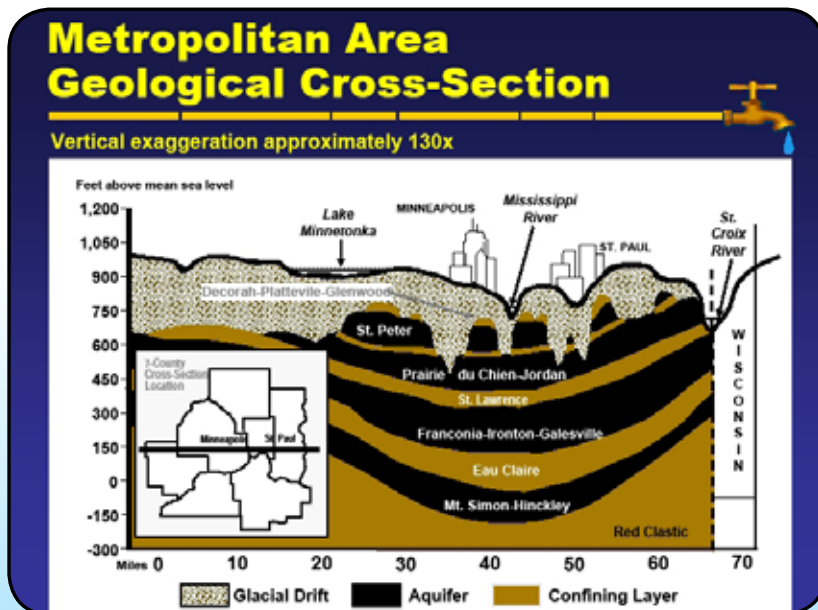 Metropolitan Area
Geological Cross-Section
Vertical exaggeration approximately 130x
Feet above mean sea level
1,200
1,050
900
750
600
450
300
150
0
-150
-300
Lake
Minnetonka
MINNEAPOLIS
Mississippi
River
ST. PAUL
St.
Croix
River
Decorah-Plattevile-Glenwood
St. Peter
Prairie du Chien-Jordan
St. Lawrence
Franconia-Ironton-Galesville
Eau Claire
Mt. Simon-Hinckley
Red Clastic
WISCONSIN
7-County
Cross-Section
Location
Minneapolis
St Paul
Miles 0 10 20 30 40 50 60 70
Glacial Drift Aquifer Confining Layer